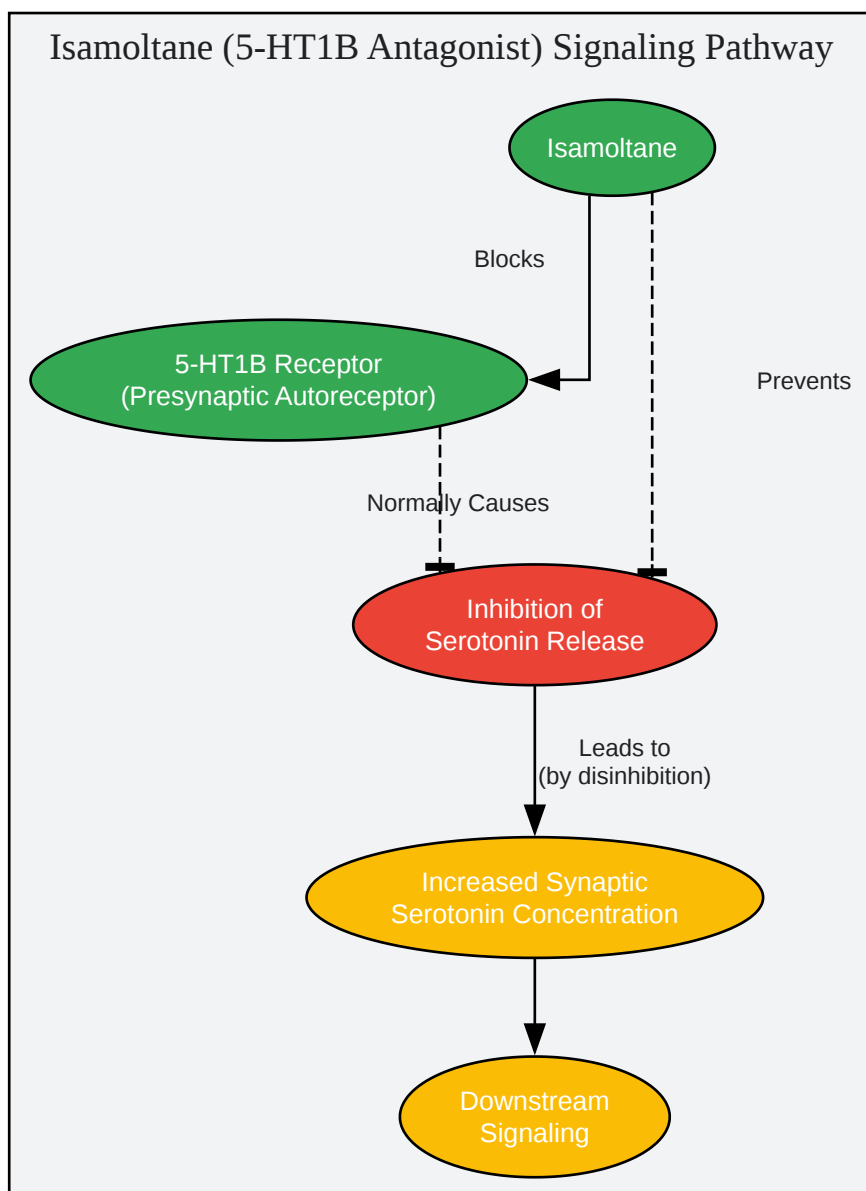 Isamoltane (5-HT1B Antagonist) Signaling Pathway
Isamoltane
Blocks
5-HT1B Receptor
(Presynaptic Autoreceptor)
Prevents
Normally Causes
Inhibition of
Serotonin Release
Leads to
(by disinhibition)
Increased Synaptic
Serotonin Concentration
Downstream
Signaling